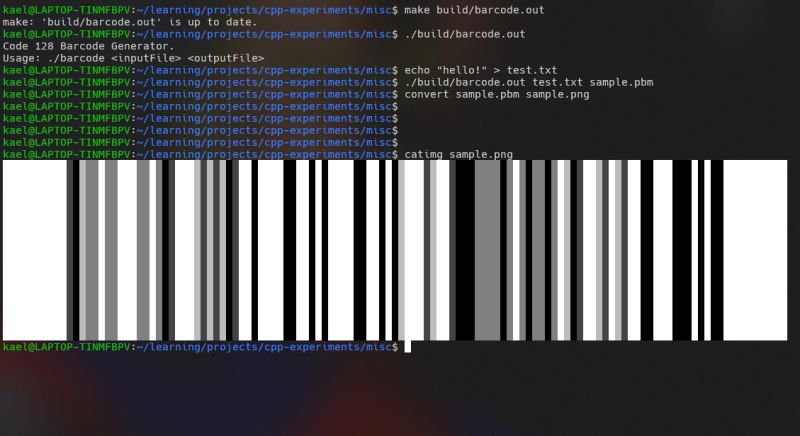 kael@LAPTOP-TINMFBPV:~/learning/projects/cpp-experiments/misc$ make build/barcode.out
make: 'build/barcode.out' is up to date.
kael@LAPTOP-TINMFBPV:~/learning/projects/cpp-experiments/misc$ ./build/barcode.out
Code 128 Barcode Generator.
Usage: ./barcode <inputFile> <outputFile>
kael@LAPTOP-TINMFBPV:~/learning/projects/cpp-experiments/misc$ echo "hello!" > test.txt
kael@LAPTOP-TINMFBPV:~/learning/projects/cpp-experiments/misc$ ./build/barcode.out test.txt sample.pbm
kael@LAPTOP-TINMFBPV:~/learning/projects/cpp-experiments/misc$ convert sample.pbm sample.png
kael@LAPTOP-TINMFBPV:~/learning/projects/cpp-experiments/misc$
kael@LAPTOP-TINMFBPV:~/learning/projects/cpp-experiments/misc$
kael@LAPTOP-TINMFBPV:~/learning/projects/cpp-experiments/misc$
kael@LAPTOP-TINMFBPV:~/learning/projects/cpp-experiments/misc$
kael@LAPTOP-TINMFBPV:~/learning/projects/cpp-experiments/misc$ catimg sample.png
kael@LAPTOP-TINMFBPV:~/learning/projects/cpp-experiments/misc$